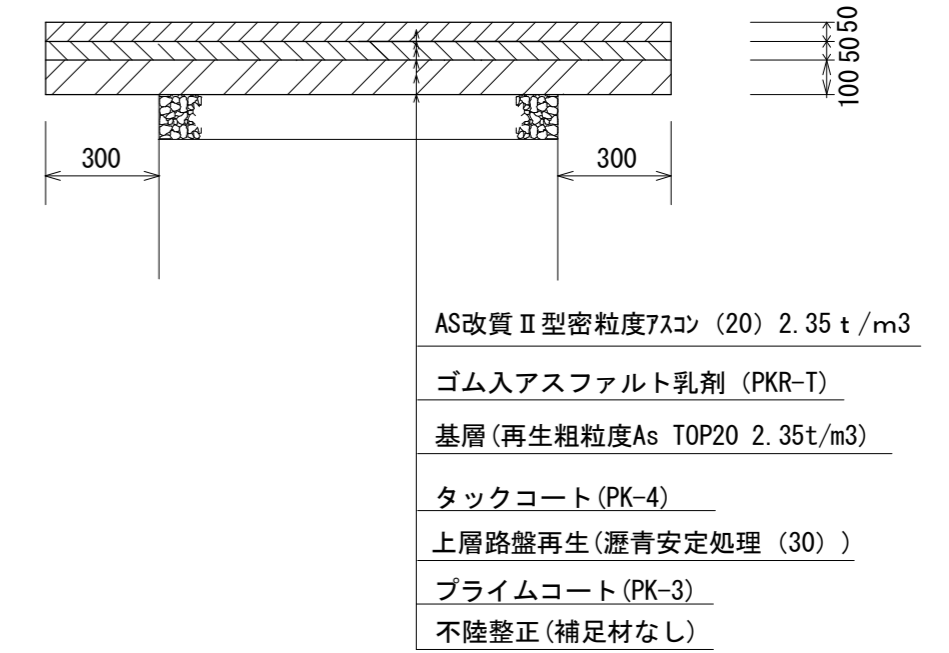 50
50
100
300
300
AS改質Ⅱ型密粒度アスコン (20) 2.35ｔ/ｍ3
ゴム入アスファルト乳剤 (PKR-T)
基層(再生粗粒度As TOP20 2.35t/m3)
タックコート(PK-4)
上層路盤再生(瀝青安定処理 (30) )
プライムコート(PK-3)
不陸整正(補足材なし)